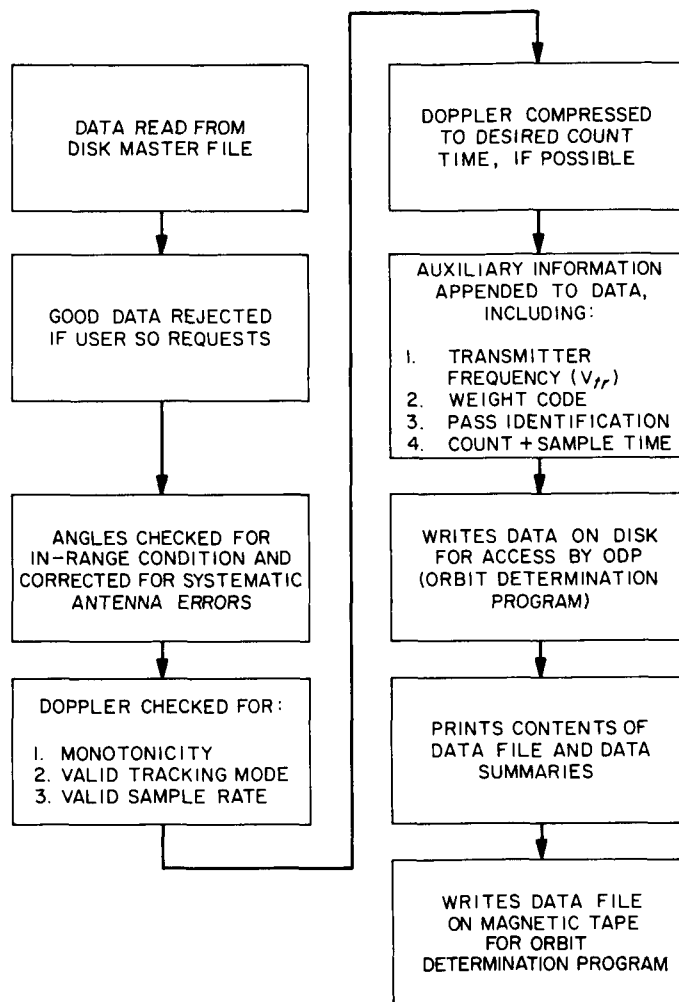 DATA READ FROM
DISK MASTER FILE
GOOD DATA REJECTED
IF USER SO REQUESTS
ANGLES CHECKED FOR
IN-RANGE CONDITION AND
CORRECTED FOR SYSTEMATIC
ANTENNA ERRORS
DOPPLER CHECKED FOR:
1. MONOTONICITY
2. VALID TRACKING MODE
3. VALID SAMPLE RATE
DOPPLER COMPRESSED
TO DESIRED COUNT
TIME, IF POSSIBLE
AUXILIARY INFORMATION
APPENDED TO DATA,
INCLUDING:
1. TRANSMITTER
FREQUENCY (Vtr)
2. WEIGHT CODE
3. PASS IDENTIFICATION
4. COUNT + SAMPLE TIME
WRITES DATA ON DISK
FOR ACCESS BY ODP
(ORBIT DETERMINATION
PROGRAM)
PRINTS CONTENTS OF
DATA FILE AND DATA
SUMMARIES
WRITES DATA FILE
ON MAGNETIC TAPE
FOR ORBIT
DETERMINATION PROGRAM